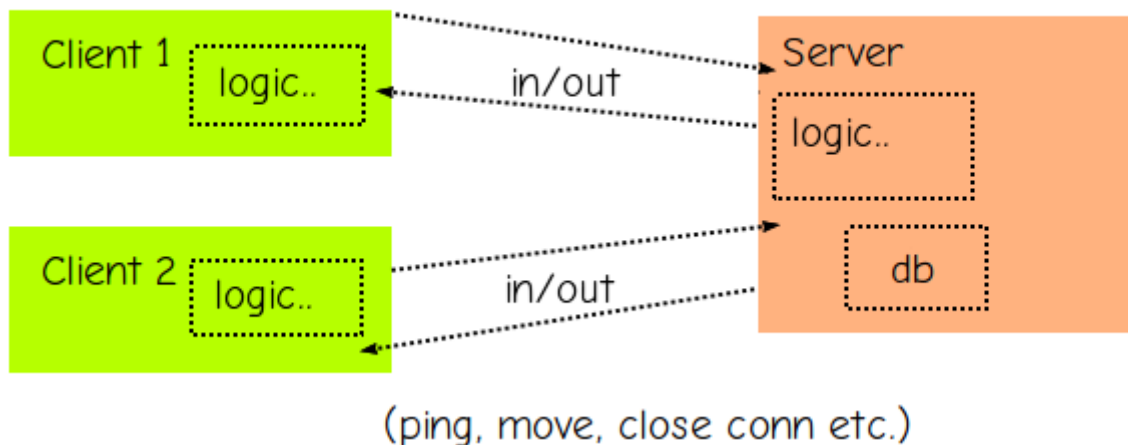 Client 1
logic..
in/out
Server
logic..
Client 2
logic..
in/out
db
(ping, move, close conn etc.)